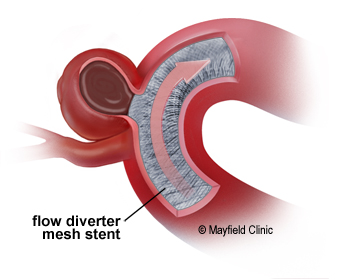 flow diverter
mesh stent
© Mayfield Clinic